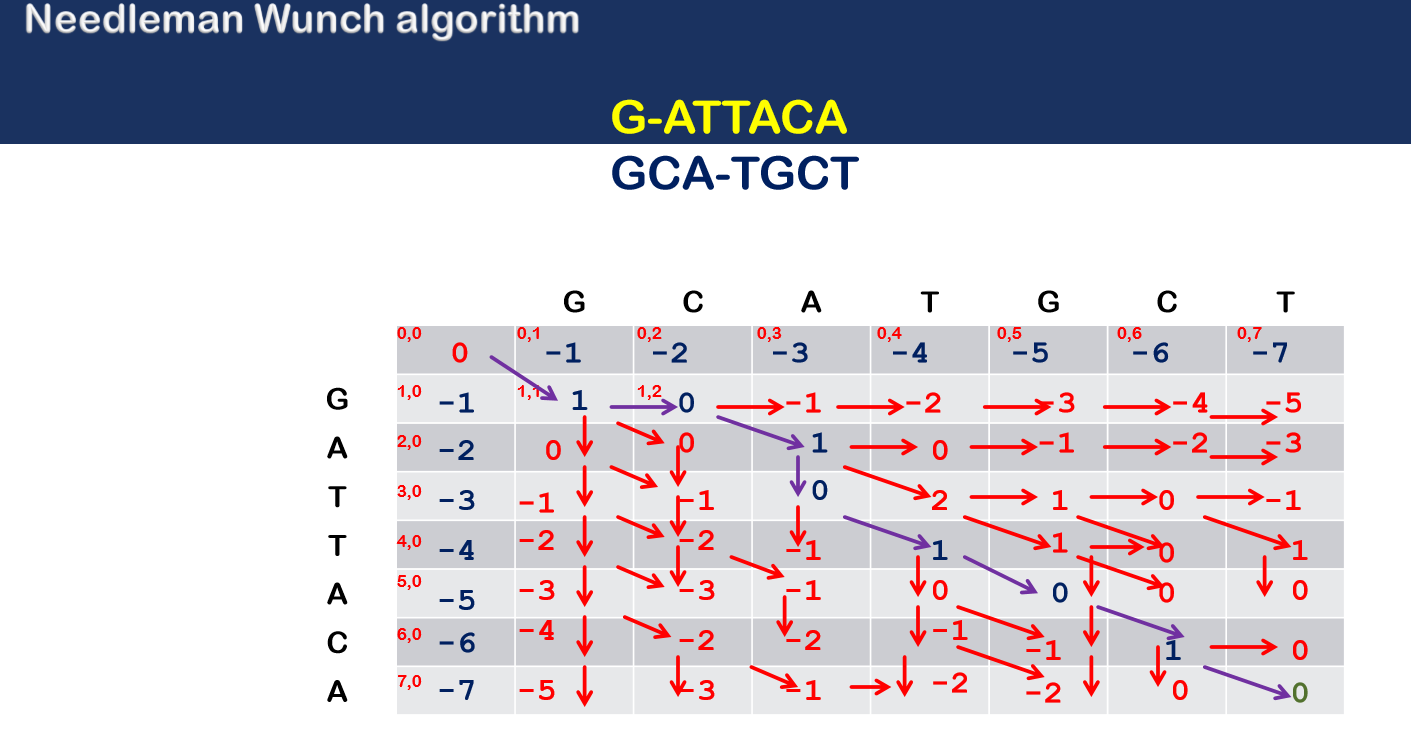 Needleman Wunch algorithm
G-ATTACA
GCA-TGCT
G C A T G C T
0,0 0,1 0,2 0,3 0,4 0,5 0,6 0,7
0 -1 -2 -3 -4 -5 -6 -7
G 1,0 -1 1,1 1 1,2 0 -1 -2 -3 -4 -5
A 2,0 -2 0 0 1 0 -1 -2 -3
T 3,0 -3 -1 -1 0 2 1 0 -1
T 4,0 -4 -2 -2 -1 1 1 0 1
A 5,0 -5 -3 -3 -1 0 0 0 0
C 6,0 -6 -4 -2 -2 -1 -1 1 0
A 7,0 -7 -5 -3 -1 -2 -2 0 0